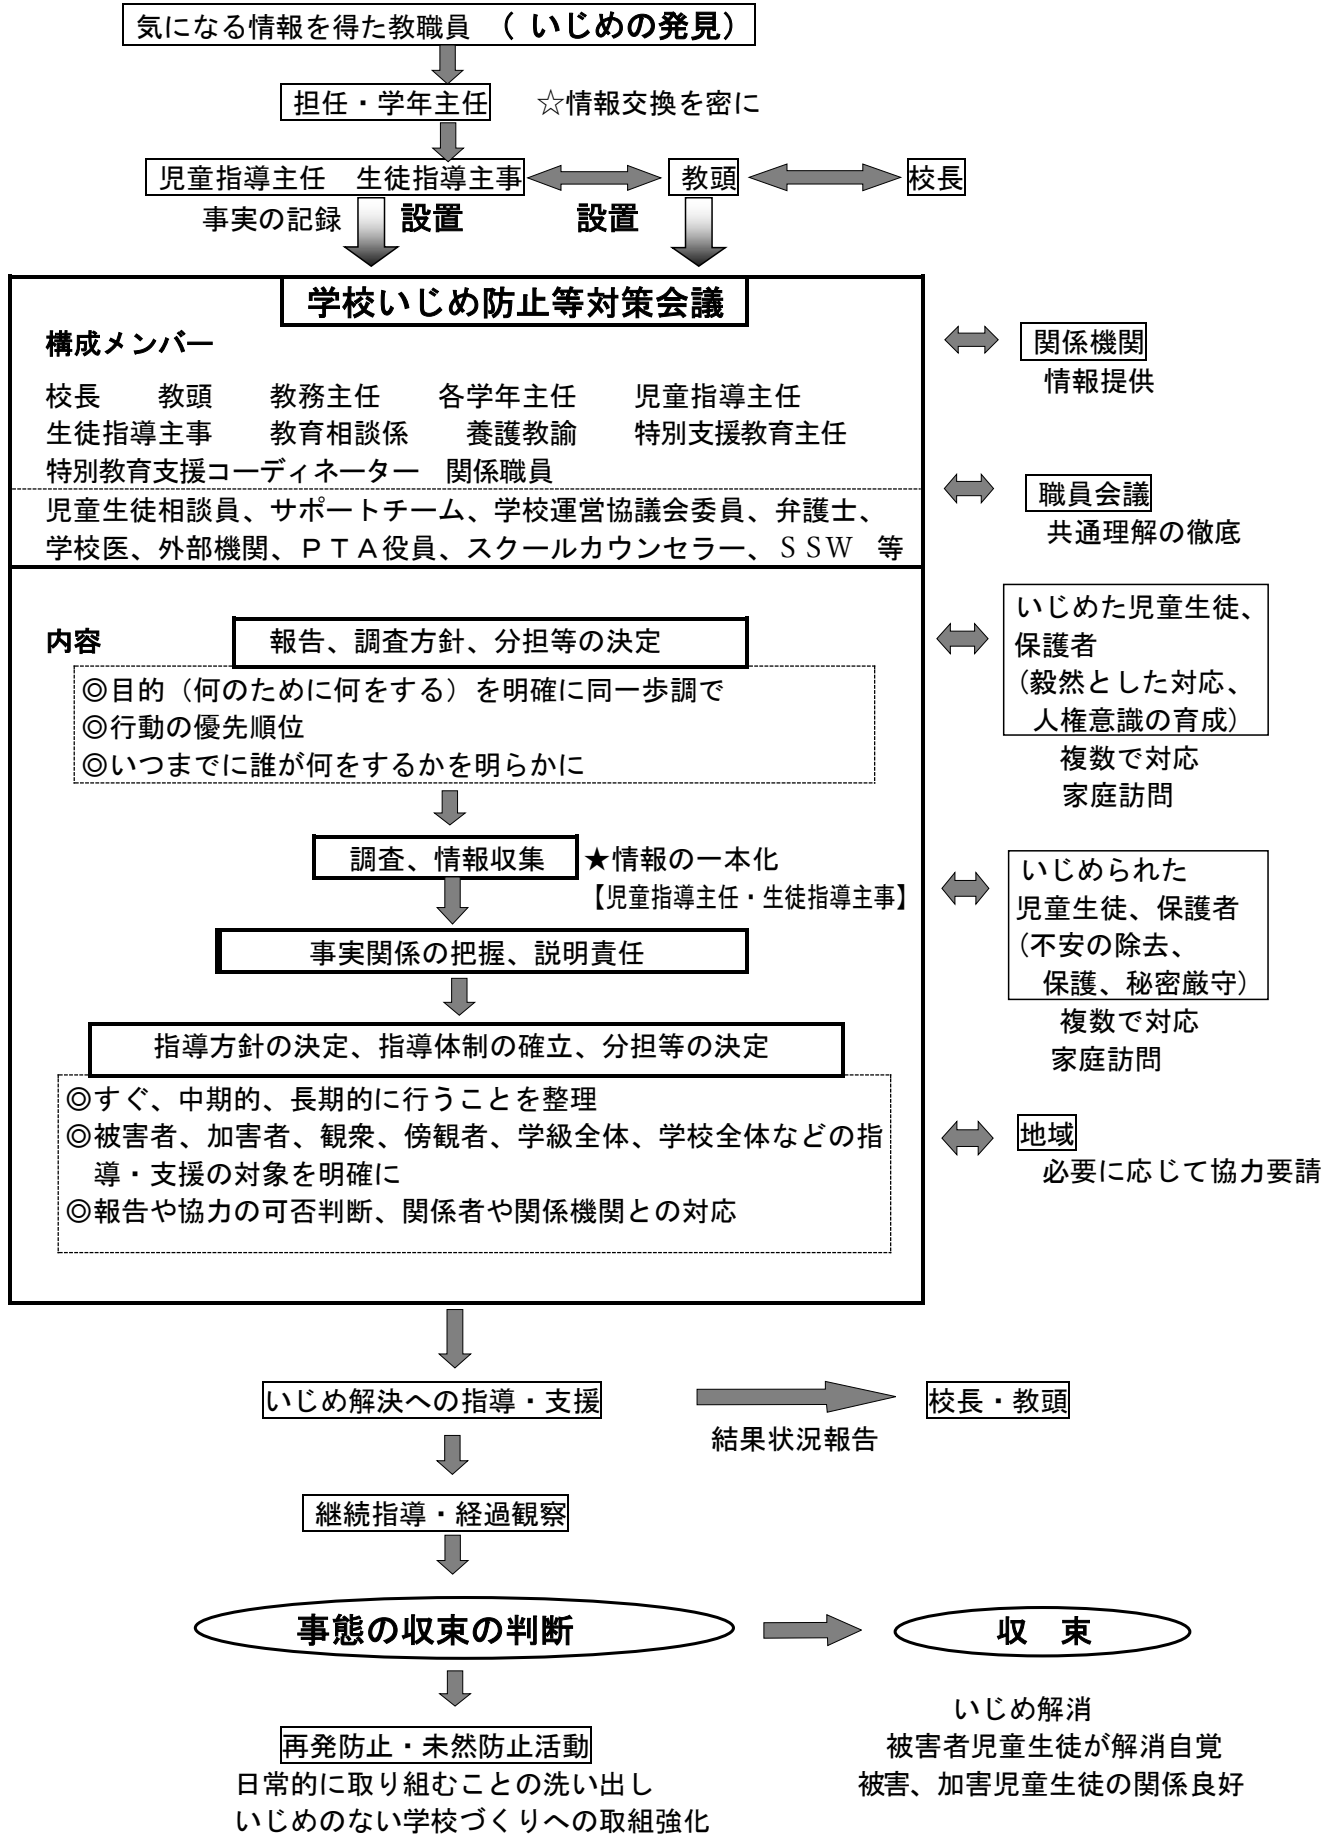 気になる情報を得た教職員 （ いじめの発見）
担任・学年主任 ☆情報交換を密に
児童指導主任 生徒指導主事 教頭 校長
事実の記録 設置 設置
学校いじめ防止等対策会議
構成メンバー
校長 教頭 教務主任 各学年主任 児童指導主任
生徒指導主事 教育相談係 養護教諭 特別支援教育主任
特別教育支援コーディネーター 関係職員
児童生徒相談員、サポートチーム、学校運営協議会委員、弁護士、
学校医、外部機関、ＰＴＡ役員、スクールカウンセラー、ＳＳＷ 等
関係機関
情報提供
職員会議
共通理解の徹底
内容 報告、調査方針、分担等の決定
◎目的（何のために何をする）を明確に同一歩調で
◎行動の優先順位
◎いつまでに誰が何をするかを明らかに
いじめた児童生徒、
保護者
（毅然とした対応、
人権意識の育成）
複数で対応
家庭訪問
調査、情報収集 ★情報の一本化
【児童指導主任・生徒指導主事】
事実関係の把握、説明責任
いじめられた
児童生徒、保護者
（不安の除去、
保護、秘密厳守）
複数で対応
家庭訪問
指導方針の決定、指導体制の確立、分担等の決定
◎すぐ、中期的、長期的に行うことを整理
◎被害者、加害者、観衆、傍観者、学級全体、学校全体などの指
導・支援の対象を明確に
◎報告や協力の可否判断、関係者や関係機関との対応
地域
必要に応じて協力要請
いじめ解決への指導・支援 校長・教頭
結果状況報告
継続指導・経過観察
事態の収束の判断 収 束
再発防止・未然防止活動
日常的に取り組むことの洗い出し
いじめのない学校づくりへの取組強化
いじめ解消
被害者児童生徒が解消自覚
被害、加害児童生徒の関係良好